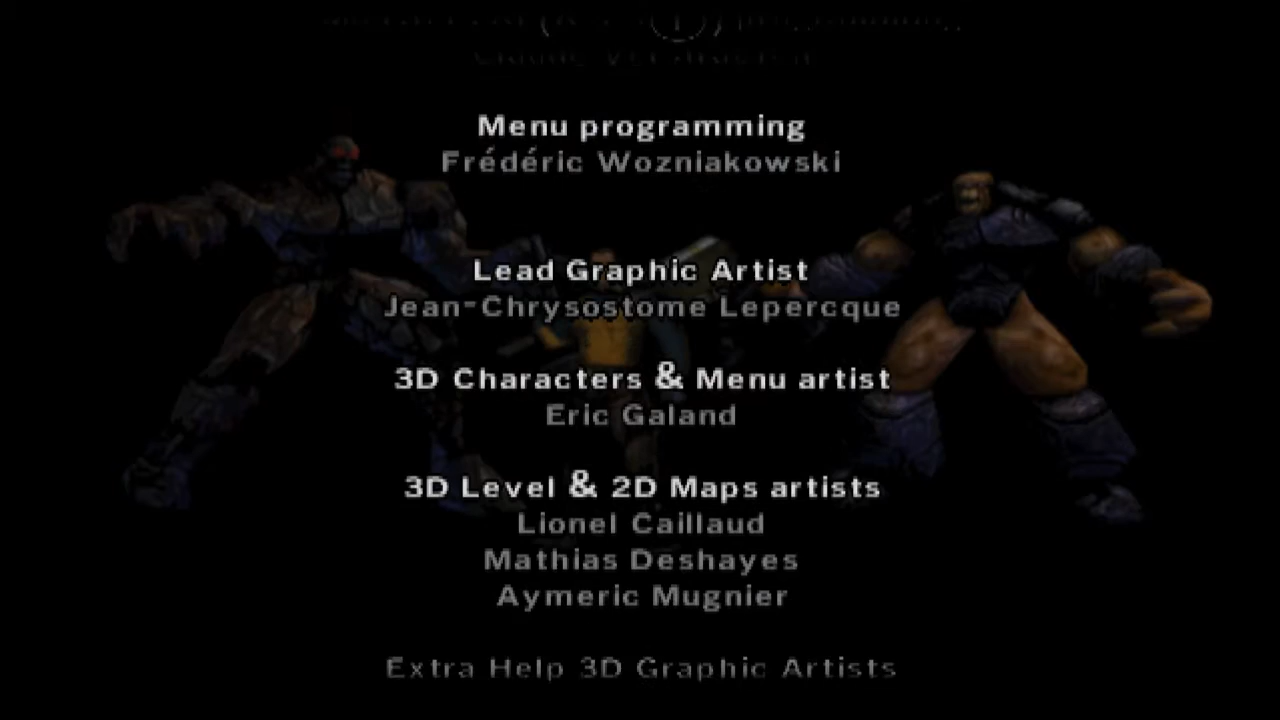 Menu programming
Frédéric Wozniakowski
Lead Graphic Artist
Jean-Chrysostome Lepercque
3D Characters & Menu artist
Eric Galand
3D Level & 2D Maps artists
Lionel Caillaud
Mathias Deshayes
Aymeric Mugnier
Extra Help 3D Graphic Artists